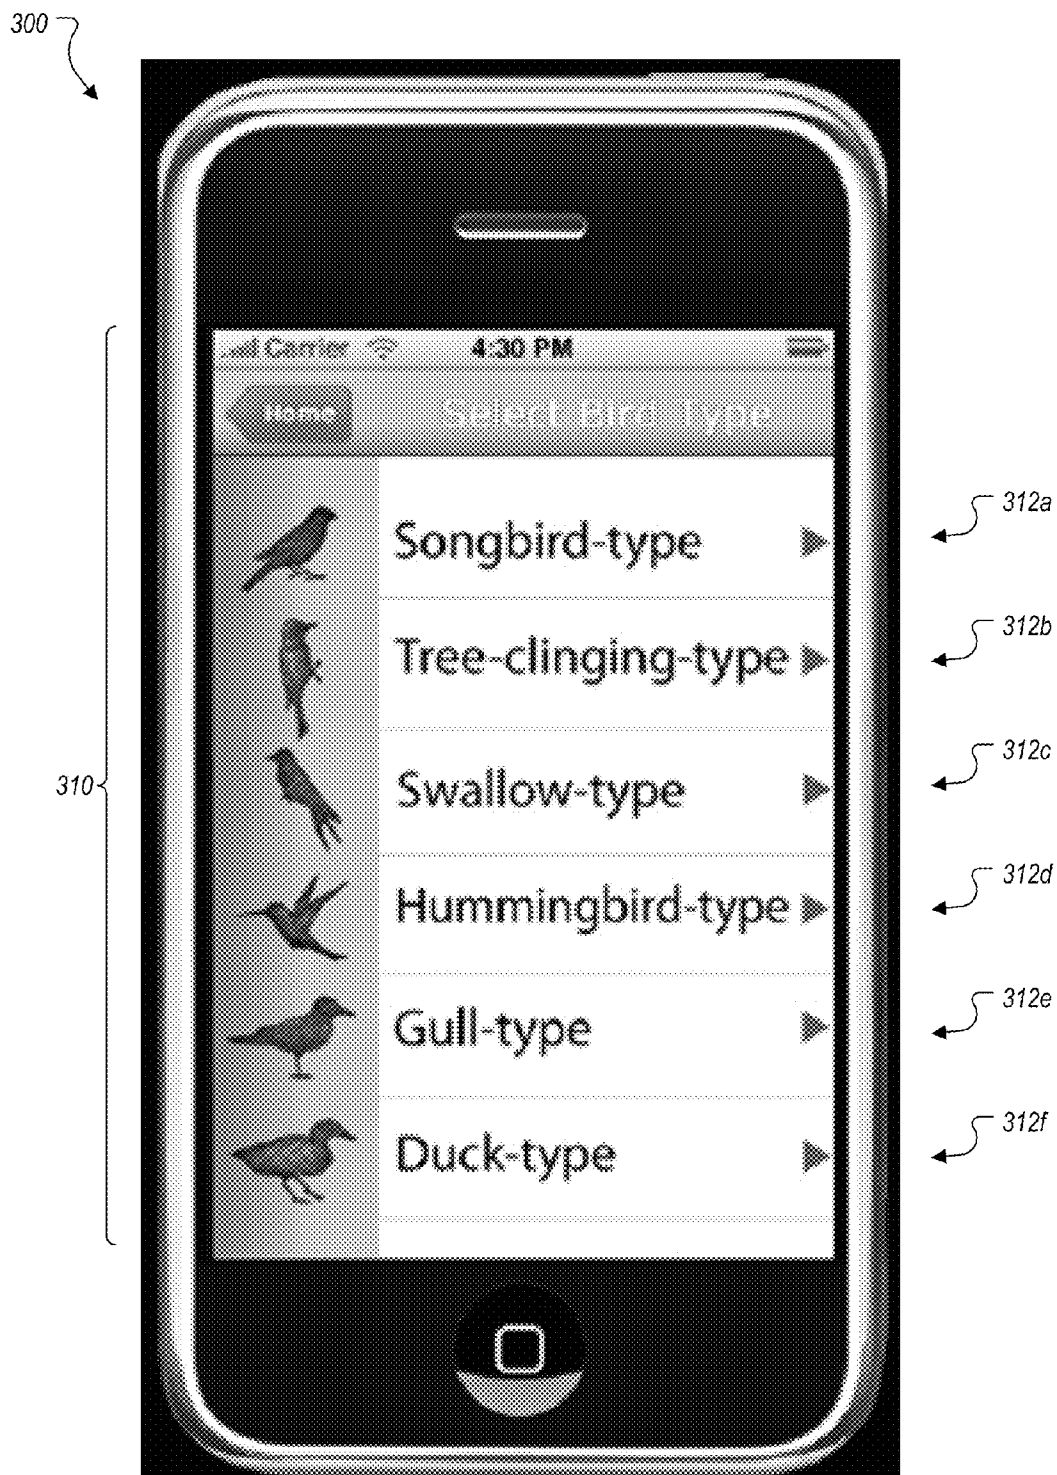 300
Carrier 4:30 PM
Home Select Bird-type
312a
Songbird-type
312b
Tree-clinging-type
312c
Swallow-type
310
312d
Hummingbird-type
312e
Gull-type
312f
Duck-type